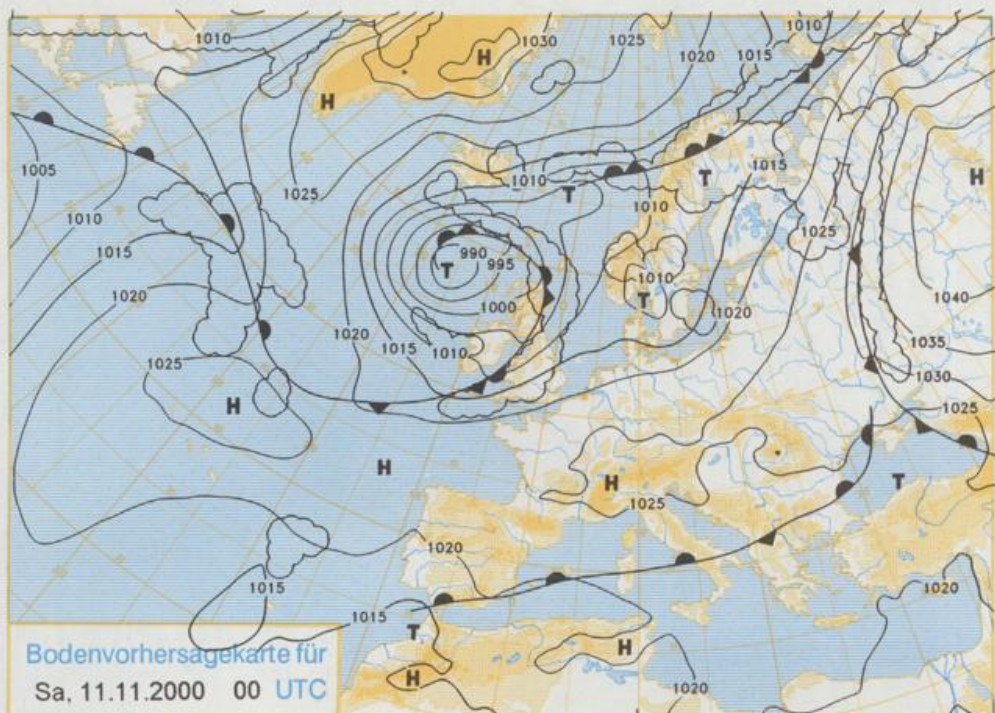 1010 H 1030 1025 1020 1015 1010
H
1005 1025 1010 T 1015 H
1010 T 1010
1015 990 T 995 1025
1020 1010 1040
1000 T
1020 1015 1010 1020 1035
1025 1030
H 1025
H H T
1025
1020
1015 1015 1020
T H
H 1020
Bodenvorhersagekarte für
Sa, 11.11.2000 00 UTC